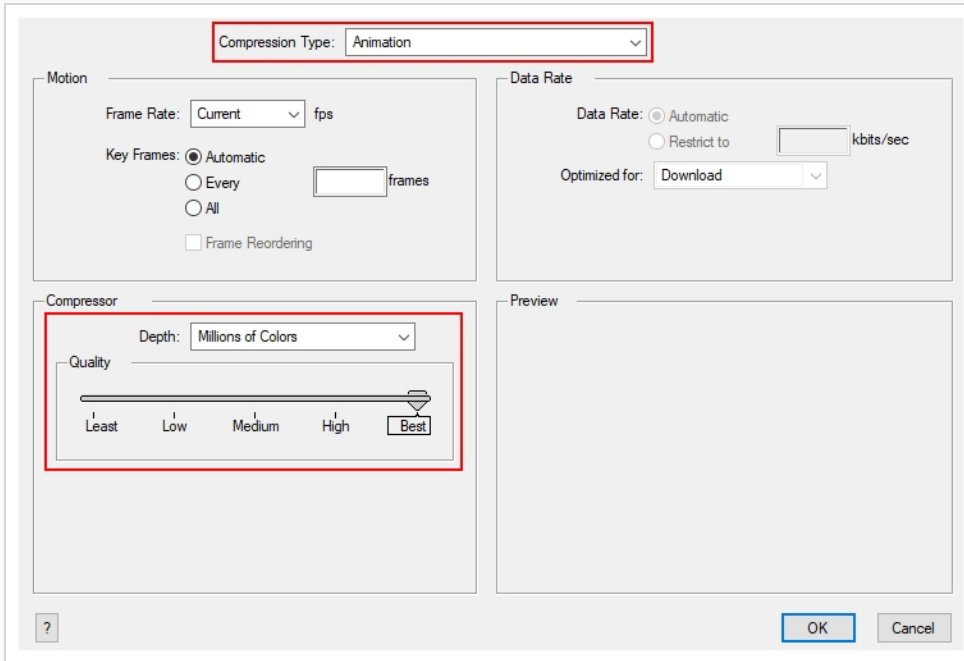 Compression Type: Animation
Motion
Frame Rate: Current fps
Key Frames: Automatic
Every frames
All
Frame Reordering
Data Rate
Data Rate: Automatic
Restrict to kbits/sec
Optimized for: Download
Compressor
Depth: Millions of Colors
Quality
Least Low Medium High Best
Preview
? OK Cancel